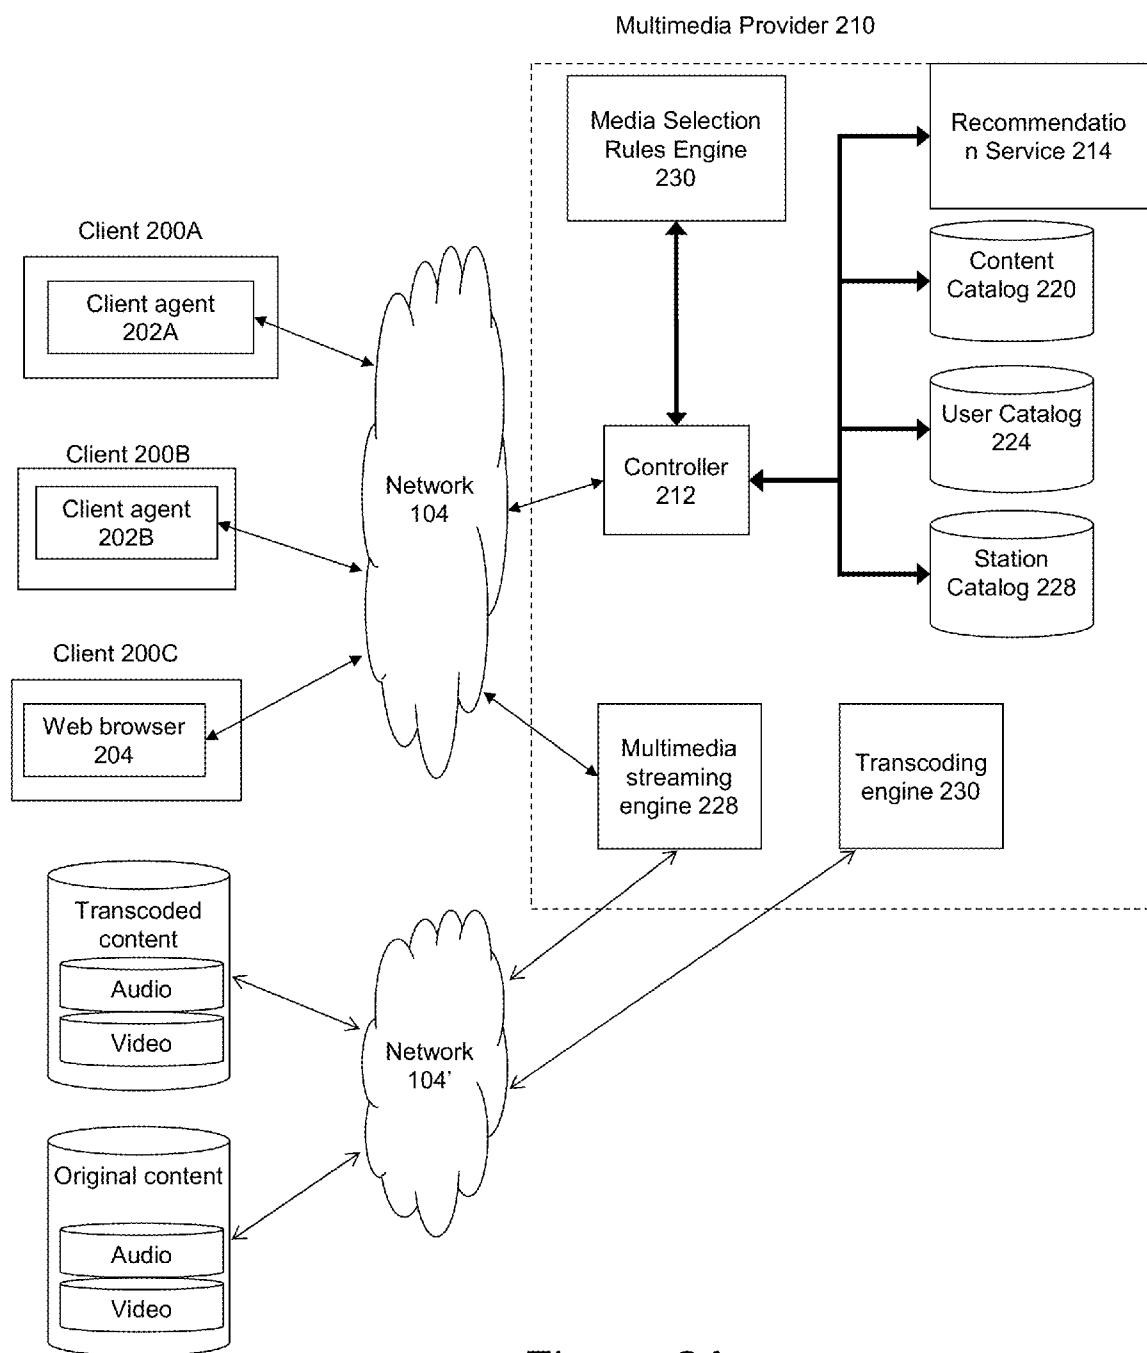 Multimedia Provider 210
Media Selection
Rules Engine
230
Recommendatio
n Service 214
Client 200A
Client agent
202A
Content
Catalog 220
User Catalog
224
Client 200B
Client agent
202B
Network
104
Controller
212
Station
Catalog 228
Client 200C
Web browser
204
Multimedia
streaming
engine 228
Transcoding
engine 230
Transcoded
content
Audio
Video
Network
104'
Original content
Audio
Video